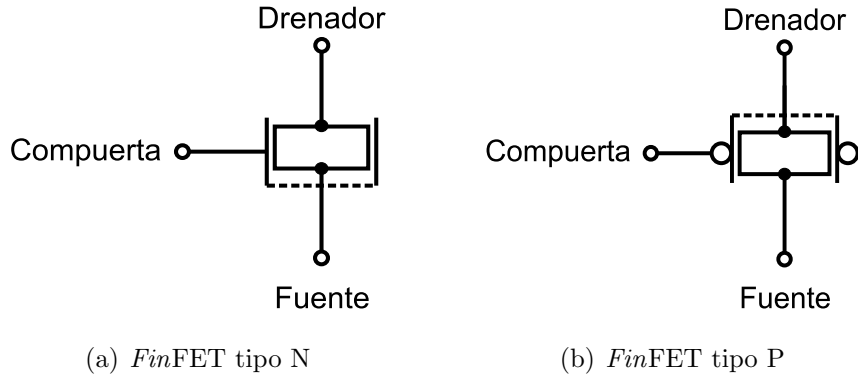 Drenador
Compuerta
Fuente
(a) FinFET tipo N
Drenador
Compuerta
Fuente
(b) FinFET tipo P